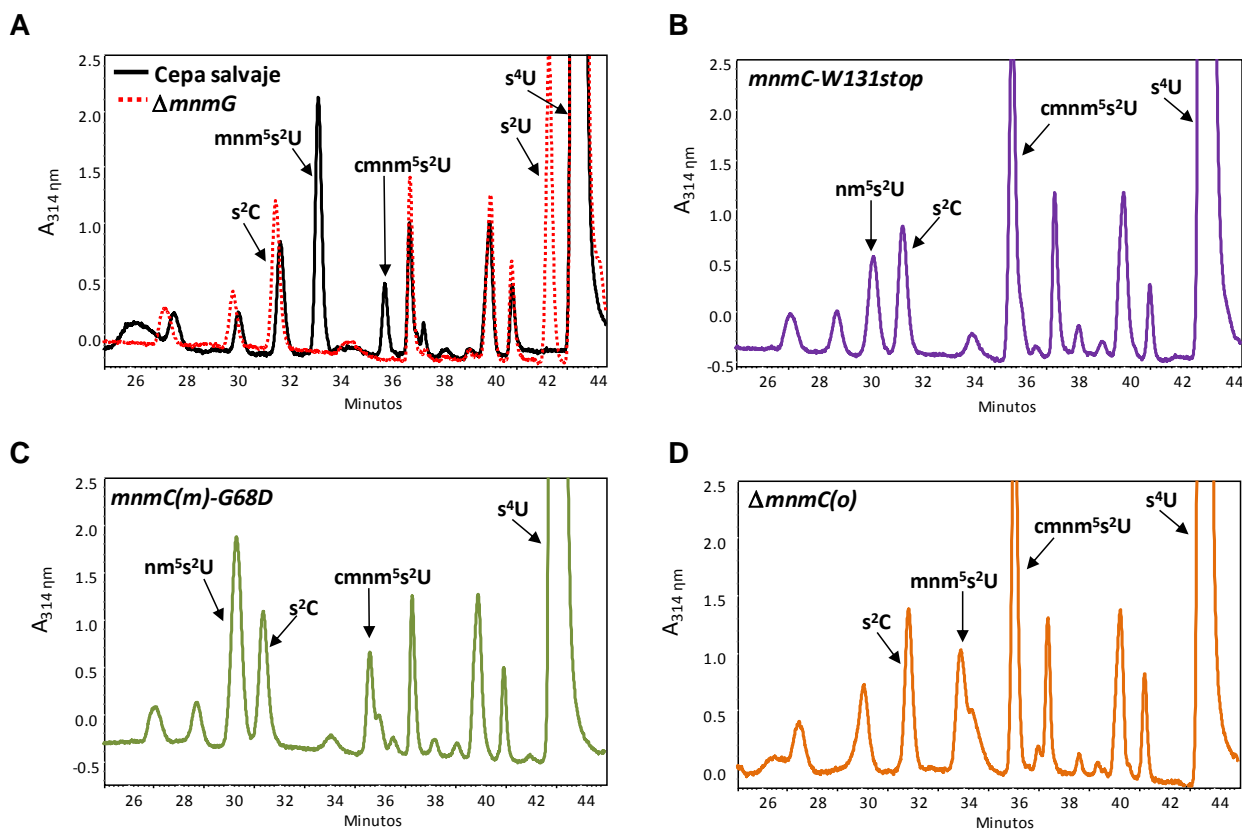 A
Cepa salvaje
ΔmnmG
mnm⁵s²U
cmnm⁵s²U
s²C
s⁴U
s²U
A₃₁₄ ηm
2.5
2.0
1.5
1.0
0.5
0.0
26 28 30 32 34 36 38 40 42 44
Minutos
B
mnmC-W131stop
s⁴U
cmnm⁵s²U
nm⁵s²U
s²C
A₃₁₄ ηm
2.5
2.0
1.5
1.0
0.5
0.0
-0.5
26 28 30 32 34 36 38 40 42 44
Minutos
C
mnmC(m)-G68D
s⁴U
nm⁵s²U
cmnm⁵s²U
s²C
A₃₁₄ ηm
2.5
2.0
1.5
1.0
0.5
0.0
-0.5
26 28 30 32 34 36 38 40 42 44
Minutos
D
ΔmnmC(o)
s⁴U
cmnm⁵s²U
mnm⁵s²U
s²C
A₃₁₄ ηm
2.5
2.0
1.5
1.0
0.5
0.0
26 28 30 32 34 36 38 40 42 44
Minutos